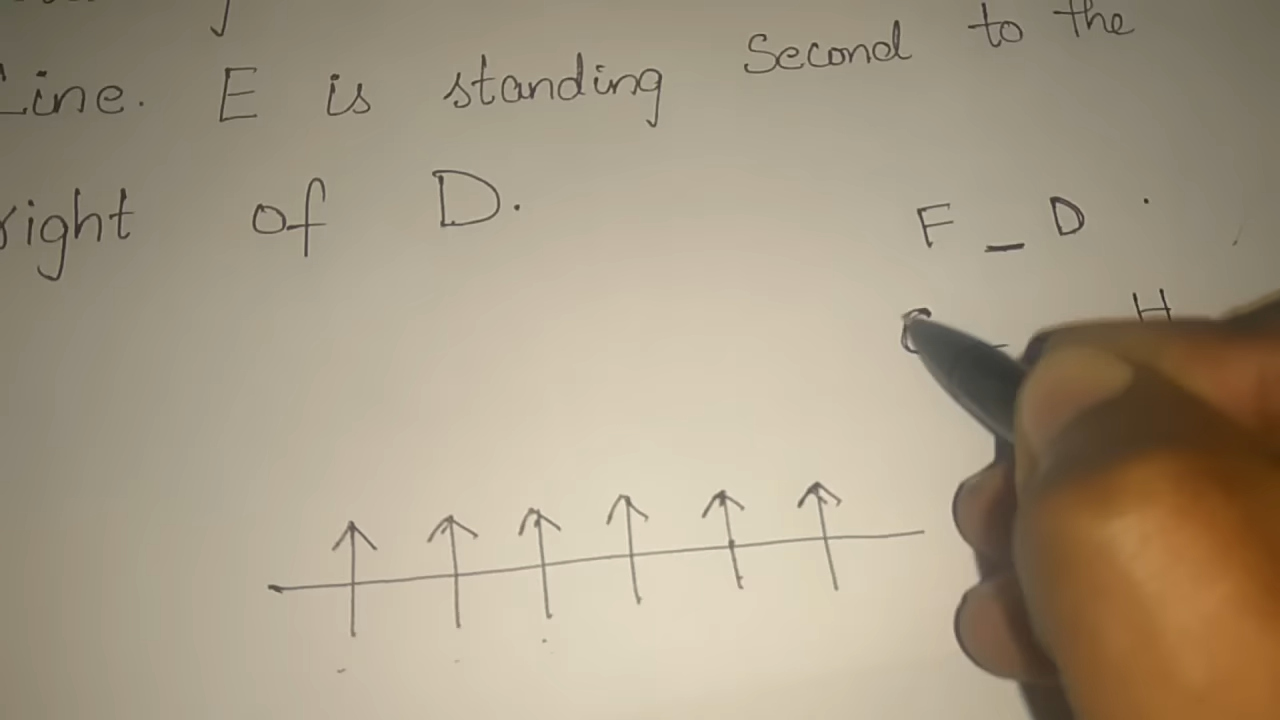 Line. E is standing Second to the
right of D.
F _ D
H